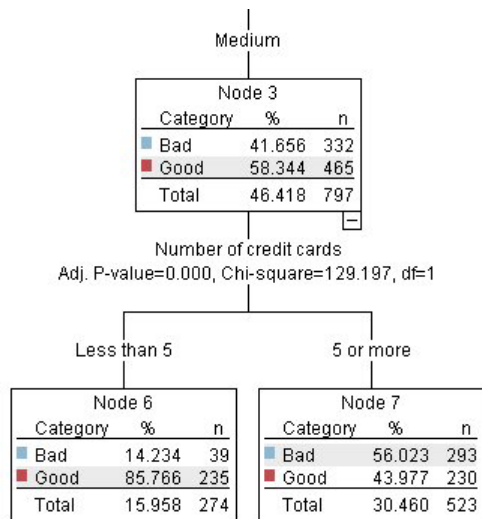 Medium
Node 3
Category % n
Bad 41.656 332
Good 58.344 465
Total 46.418 797
Number of credit cards
Adj. P-value=0.000, Chi-square=129.197, df=1
Less than 5
5 or more
Node 6
Category % n
Bad 14.234 39
Good 85.766 235
Total 15.958 274
Node 7
Category % n
Bad 56.023 293
Good 43.977 230
Total 30.460 523